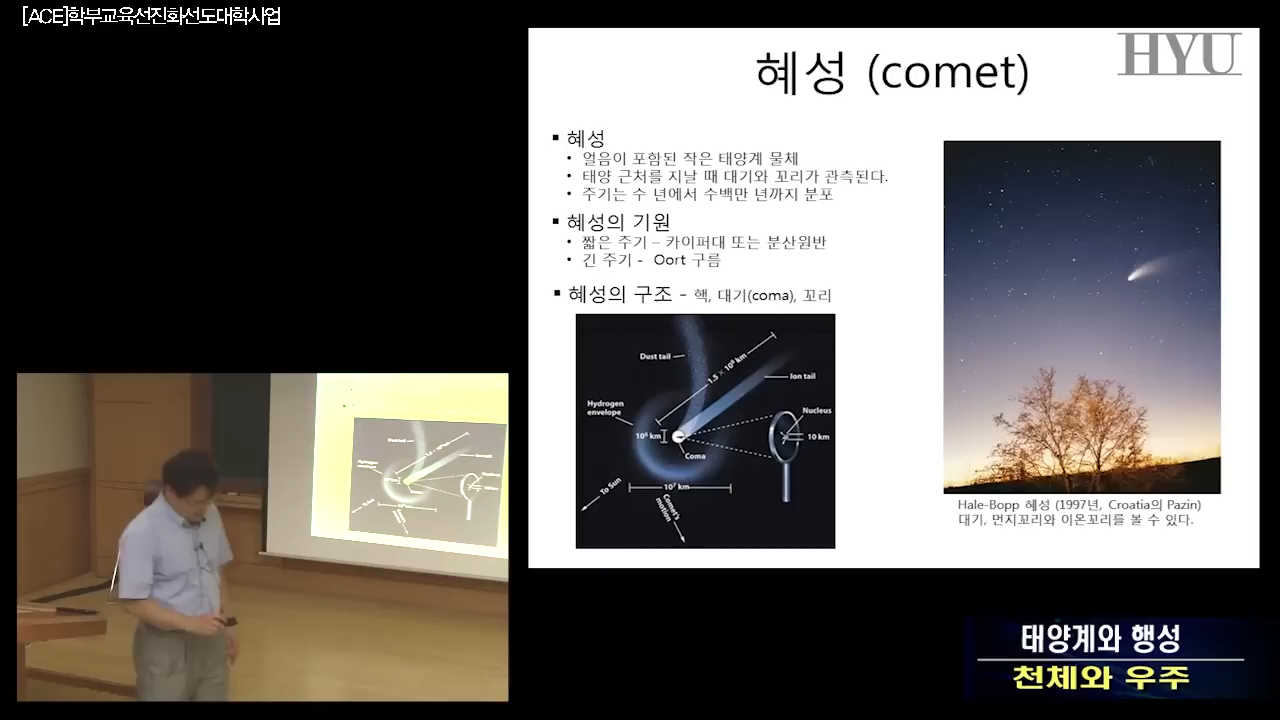 [ACE]학부교육선진화선도대학사업
HYU
혜성 (comet)
▪ 혜성
• 얼음이 포함된 작은 태양계 물체
• 태양 근처를 지날 때 대기와 꼬리가 관측된다.
• 주기는 수 년에서 수백만 년까지 분포
▪ 혜성의 기원
• 짧은 주기 – 카이퍼대 또는 분산원반
• 긴 주기 - Oort 구름
▪ 혜성의 구조 - 핵, 대기(coma), 꼬리
Dust tail
1.5 × 10⁸ km
Ion tail
Hydrogen
envelope
Nucleus
10⁶ km
10 km
Coma
To Sun
10⁷ km
Comet's
motion
Hale-Bopp 혜성 (1997년, Croatia의 Pazin)
대기, 먼지꼬리와 이온꼬리를 볼 수 있다.
태양계와 행성
천체와 우주